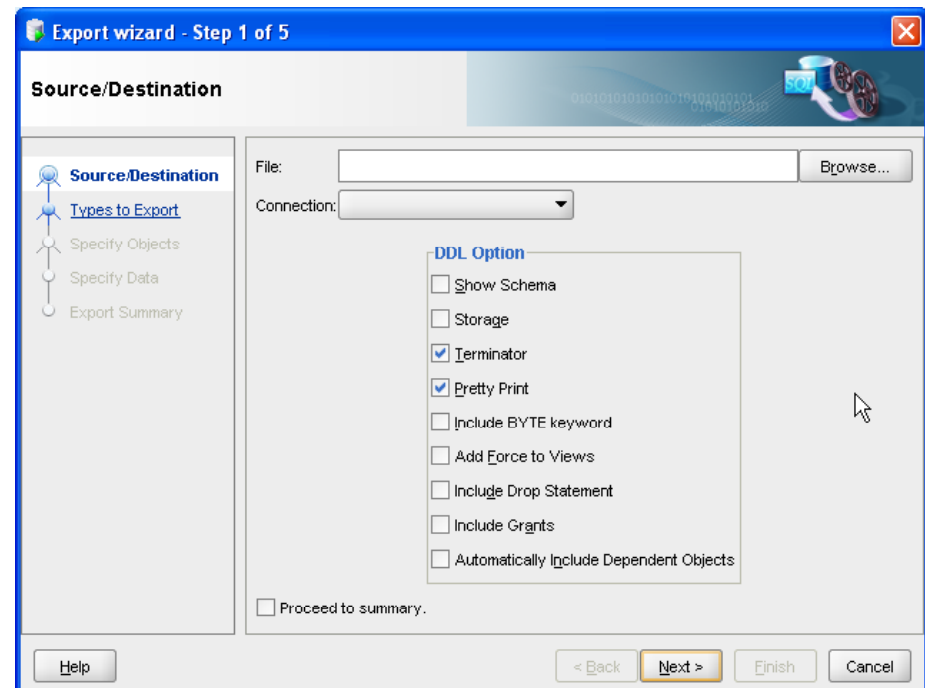 Export wizard - Step 1 of 5
Source/Destination
SQL
Source/Destination
Types to Export
Specify Objects
Specify Data
Export Summary
File:
Browse...
Connection:
DDL Option
Show Schema
Storage
Terminator
Pretty Print
Include BYTE keyword
Add Force to Views
Include Drop Statement
Include Grants
Automatically Include Dependent Objects
Proceed to summary.
Help
< Back
Next >
Finish
Cancel